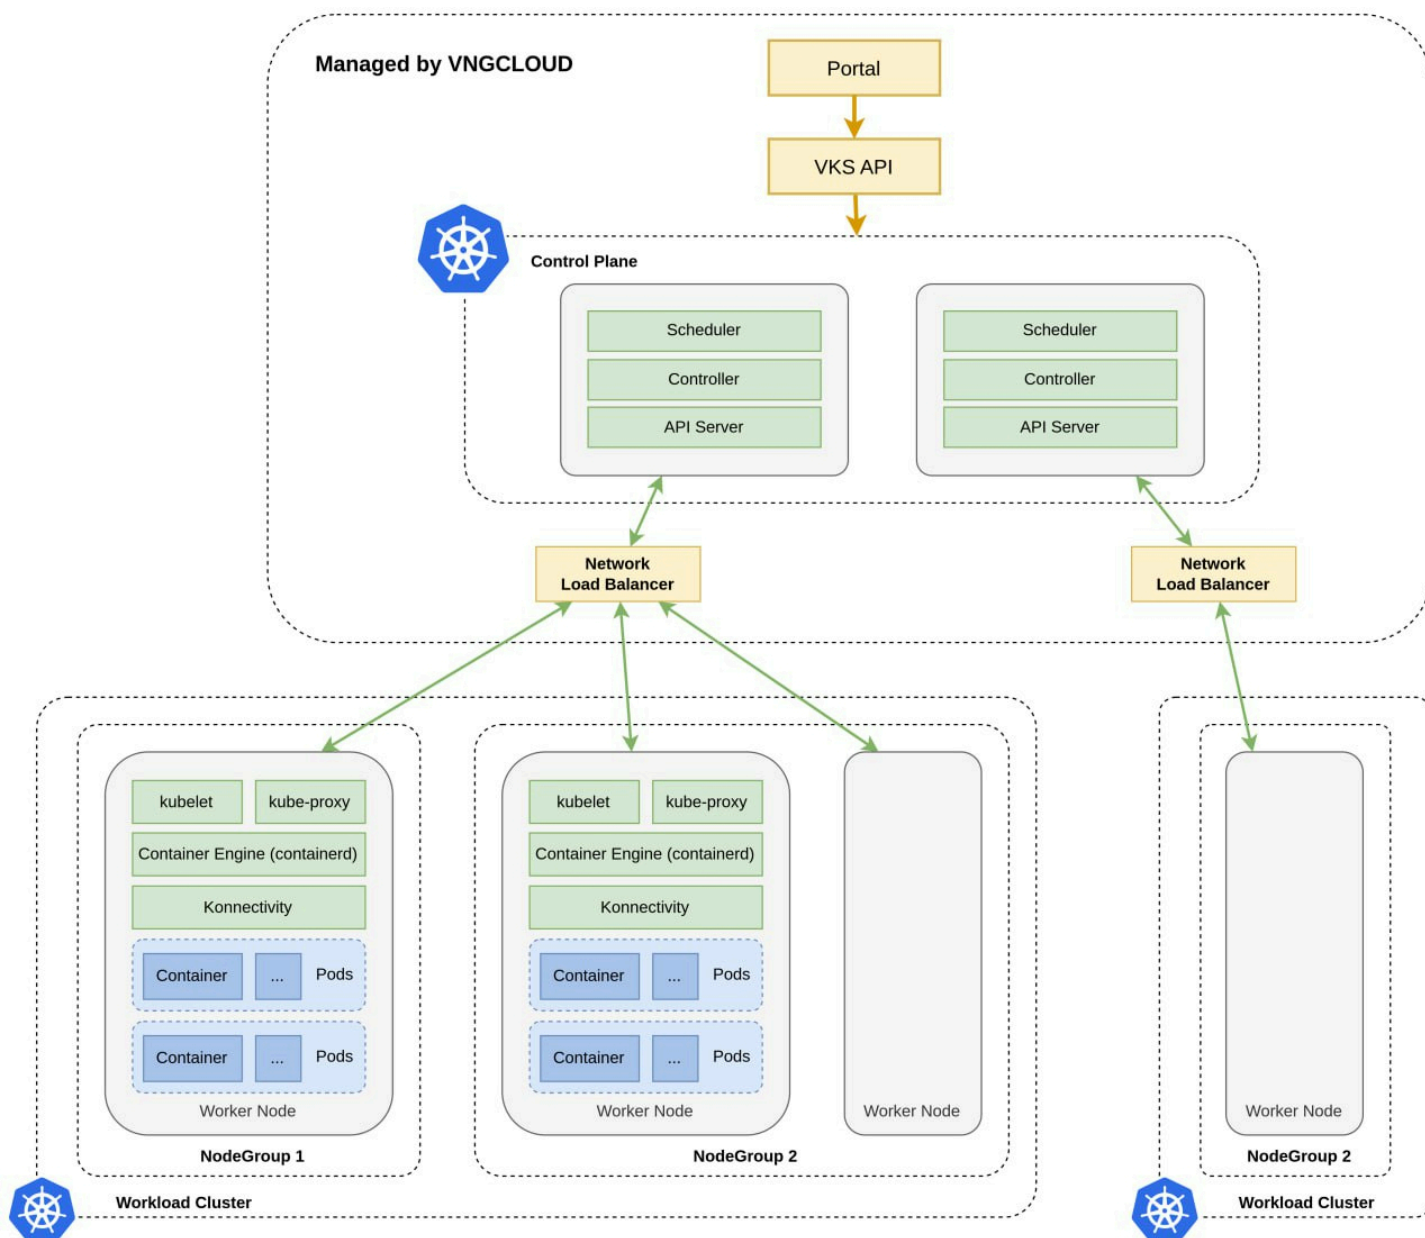 Managed by VNGCLOUD
Portal
VKS API
Control Plane
Scheduler
Controller
API Server
Scheduler
Controller
API Server
Network
Load Balancer
Network
Load Balancer
kubelet
kube-proxy
Container Engine (containerd)
Konnectivity
Container
...
Pods
Container
...
Pods
Worker Node
NodeGroup 1
kubelet
kube-proxy
Container Engine (containerd)
Konnectivity
Container
...
Pods
Container
...
Pods
Worker Node
Worker Node
NodeGroup 2
Workload Cluster
Worker Node
NodeGroup 2
Workload Cluster